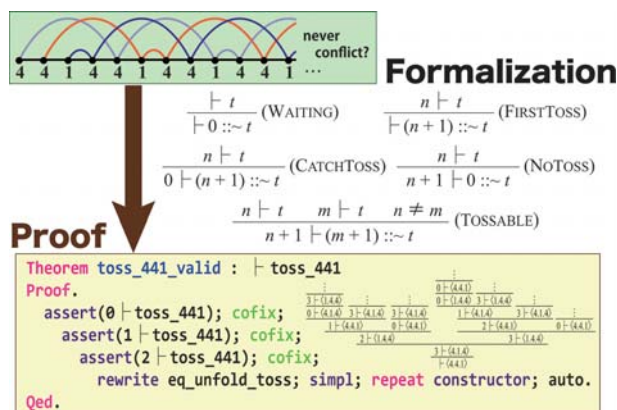 never
conflict?
4 4 1 4 4 1 4 4 1 4 4 1 ...
Formalization
⊢ t
⊢ 0 ::~ t
(WAITING)
n ⊢ t
⊢ (n + 1) ::~ t
(FIRSTTOSS)
n ⊢ t
0 ⊢ (n + 1) ::~ t
(CATCHTOSS)
n ⊢ t
n + 1 ⊢ 0 ::~ t
(NOTOSS)
n ⊢ t m ⊢ t n ≠ m
n + 1 ⊢ (m + 1) ::~ t
(TOSSABLE)
Proof
Theorem toss_441_valid : ⊢ toss_441
Proof.
assert(0 ⊢ toss_441); cofix;
assert(1 ⊢ toss_441); cofix;
assert(2 ⊢ toss_441); cofix;
rewrite eq_unfold_toss; simpl; repeat constructor; auto.
Qed.